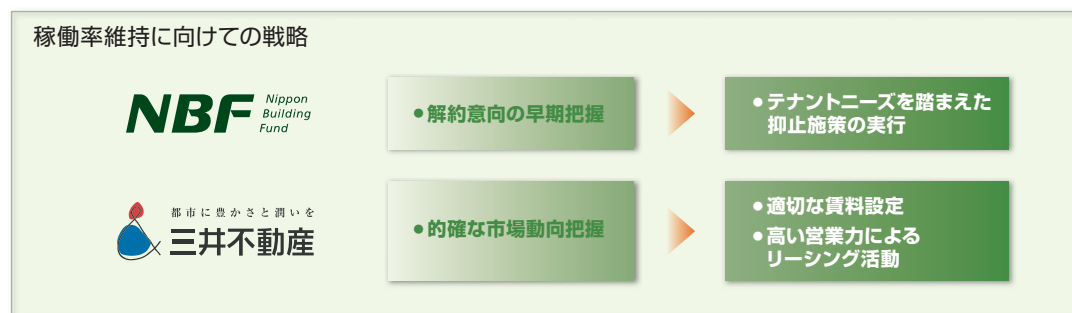 稼働率維持に向けての戦略
NBF
Nippon
Building
Fund
●解約意向の早期把握
●テナントニーズを踏まえた
抑止施策の実行
都市に豊かさと潤いを
三井不動産
●的確な市場動向把握
●適切な賃料設定
●高い営業力による
リーシング活動